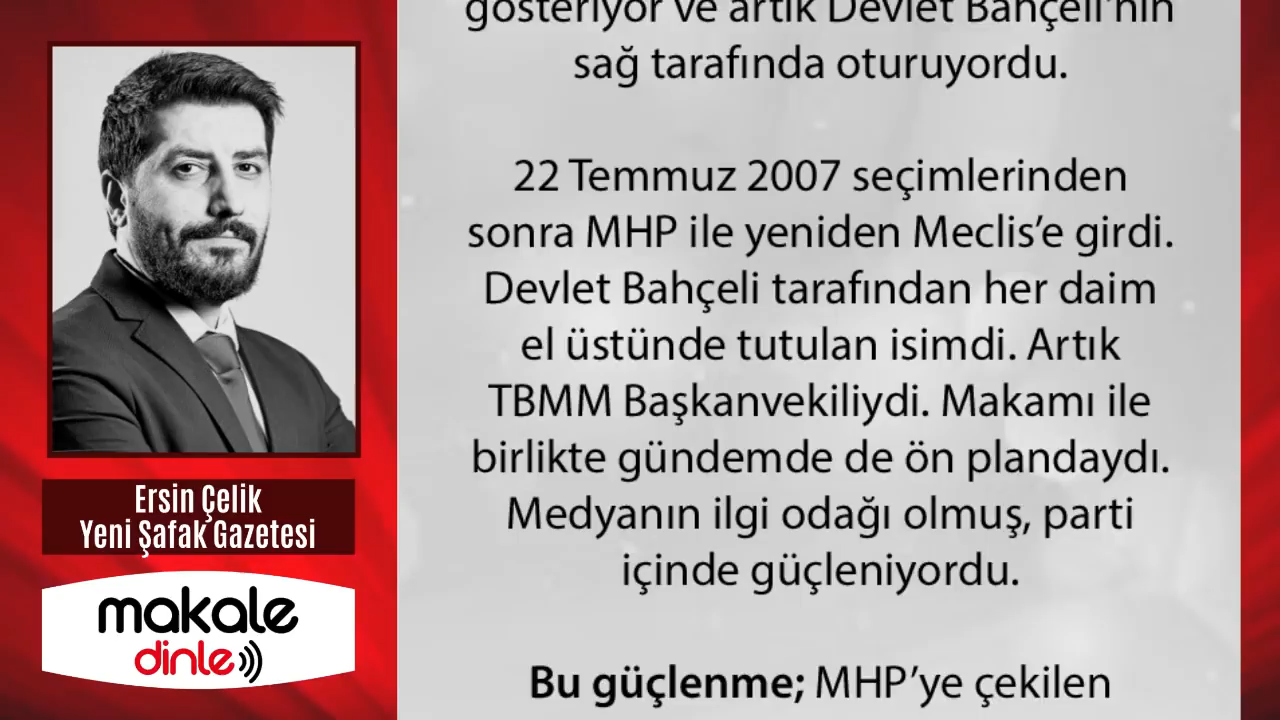 gösteriyor ve artık Devlet Bahçeli'nin
sağ tarafında oturuyordu.
22 Temmuz 2007 seçimlerinden
sonra MHP ile yeniden Meclis'e girdi.
Devlet Bahçeli tarafından her daim
el üstünde tutulan isimdi. Artık
TBMM Başkanvekiliydi. Makamı ile
birlikte gündemde de ön plandaydı.
Medyanın ilgi odağı olmuş, parti
içinde güçleniyordu.
Bu güçlenme; MHP'ye çekilen
Ersin Çelik
Yeni Şafak Gazetesi
makale
dinle